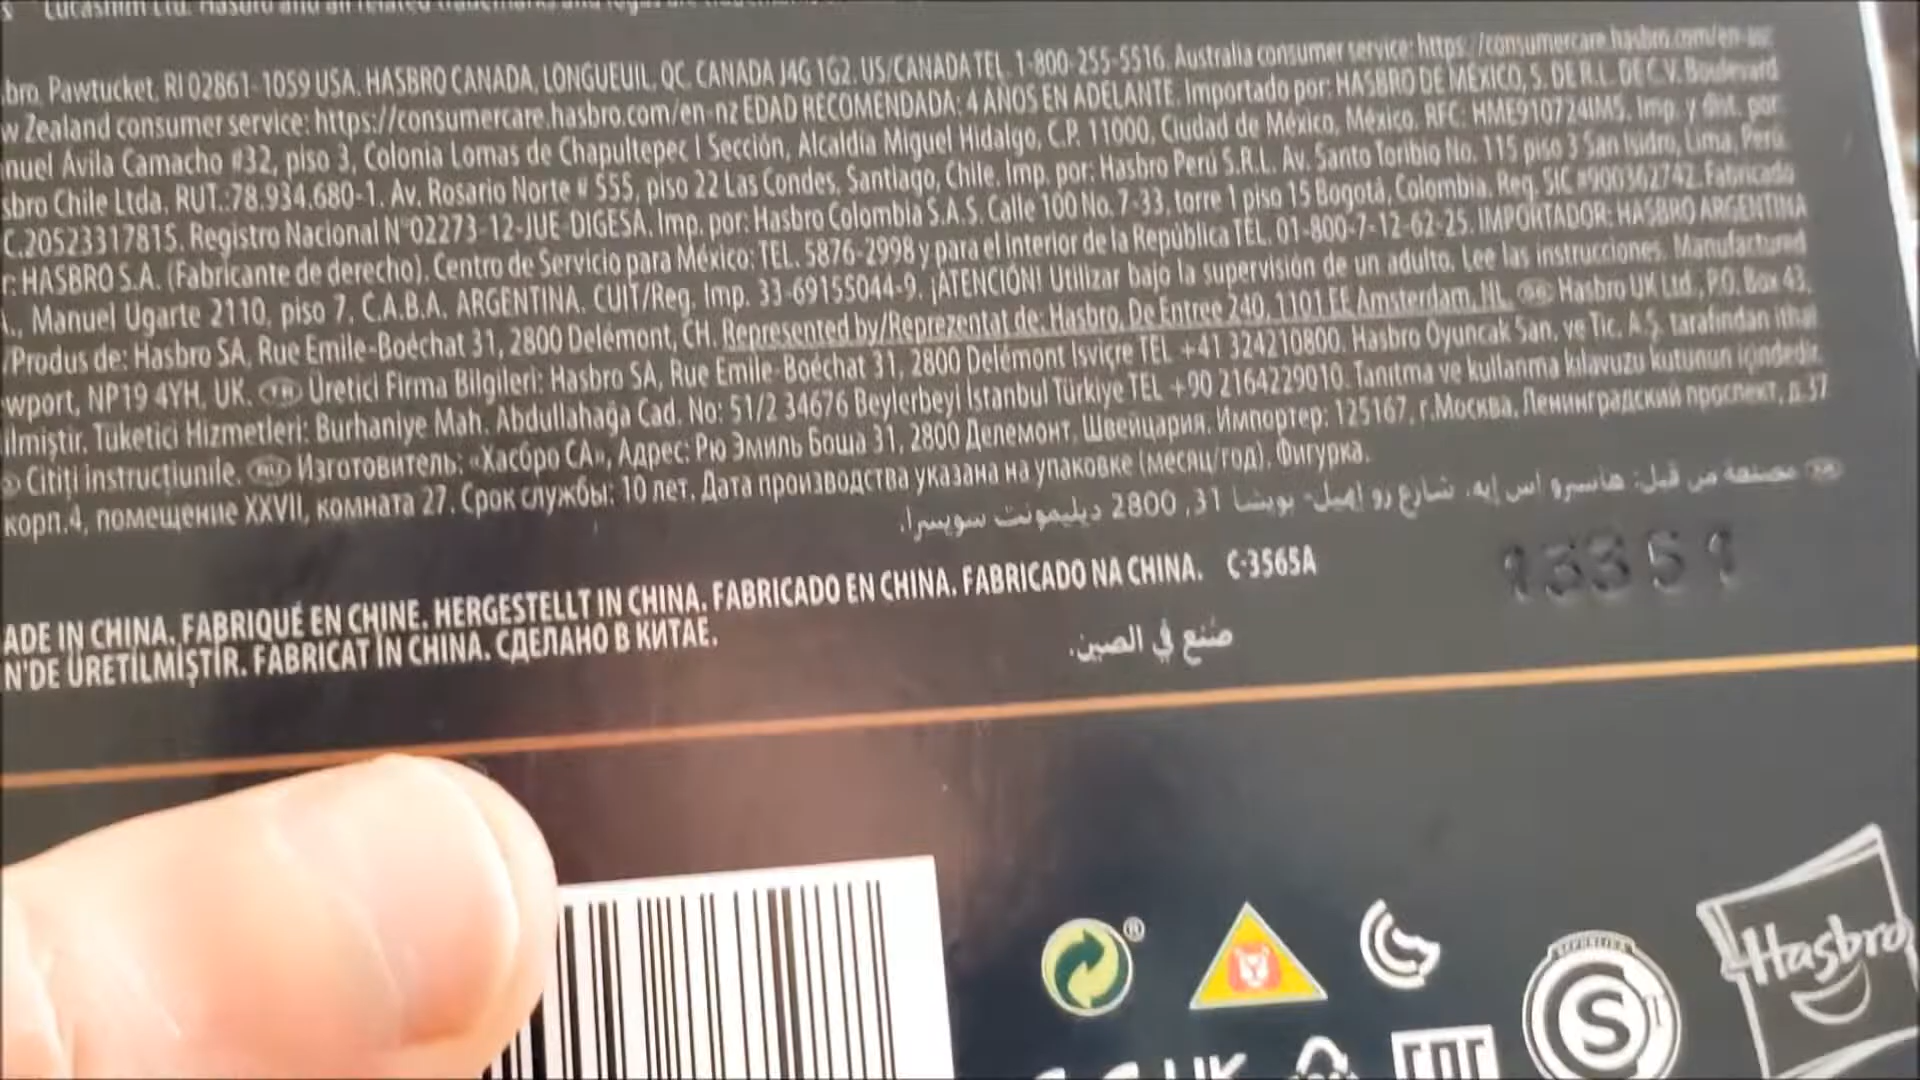 Lucasfilm Ltd. Hasbro and all related trademarks and
bro, Pawtucket, RI 02861-1059 USA. HASBRO CANADA, LONGUEUIL, QC, CANADA J4G 1G2. US/CANADA TEL. 1-800-255-5516. Australia consumer service: https://consumercare.hasbro.com/en-au
w Zealand consumer service: https://consumercare.hasbro.com/en-nz EDAD RECOMENDADA: 4 AÑOS EN ADELANTE. Importado por: HASBRO DE MÉXICO, S. DE R.L. DE C.V. Boulevard
nuel Ávila Camacho #32, piso 3, Colonia Lomas de Chapultepec I Sección, Alcaldía Miguel Hidalgo, C.P. 11000, Ciudad de México, México. RFC: HME910724IM5. Imp. y dist. por:
sbro Chile Ltda. RUT.:78.934.680-1. Av. Rosario Norte # 555, piso 22 Las Condes, Santiago, Chile. Imp. por: Hasbro Perú S.R.L. Av. Santo Toribio No. 115 piso 3 San Isidro, Lima, Perú.
C.20523317815. Registro Nacional N°02273-12-JUE-DIGESA. Imp. por: Hasbro Colombia S.A.S. Calle 100 No. 7-33, torre 1 piso 15 Bogotá, Colombia. Reg. SIC #900362742. Fabricado
r: HASBRO S.A. (Fabricante de derecho). Centro de Servicio para México: TEL. 5876-2998 y para el interior de la República TEL. 01-800-7-12-62-25. IMPORTADOR: HASBRO ARGENTINA
., Manuel Ugarte 2110, piso 7, C.A.B.A. ARGENTINA. CUIT/Reg. Imp. 33-69155044-9. ¡ATENCIÓN! Utilizar bajo la supervisión de un adulto. Lee las instrucciones. Manufactured
/Produs de: Hasbro SA, Rue Emile-Boéchat 31, 2800 Delémont, CH. Represented by/Reprezentat de: Hasbro, De Entree 240, 1101 EE Amsterdam, NL. GB Hasbro UK Ltd., P.O. Box 43,
wport, NP19 4YH, UK. TR Üretici Firma Bilgileri: Hasbro SA, Rue Emile-Boéchat 31, 2800 Delémont İsviçre TEL +41 324210800. Hasbro Oyuncak San. ve Tic. A.Ş. tarafından ithal
ilmiştir. Tüketici Hizmetleri: Burhaniye Mah. Abdullahağa Cad. No: 51/2 34676 Beylerbeyi İstanbul Türkiye TEL +90 2164229010. Tanıtma ve kullanma kılavuzu kutunun içindedir.
Citiți instrucțiunile. RU Изготовитель: «Хасбро СА», Адрес: Рю Эмиль Боша 31, 2800 Делемонт, Швейцария. Импортер: 125167, г.Москва, Ленинградский проспект, д.37
корп.4, помещение XXVII, комната 27. Срок службы: 10 лет. Дата производства указана на упаковке (месяц/год). Фигурка.
مصنعة من قبل: هاسبرو اس إيه، شارع رو إميل- بويشا 31, 2800 ديليمونت سويسرا.
ADE IN CHINA. FABRIQUÉ EN CHINE. HERGESTELLT IN CHINA. FABRICADO EN CHINA. FABRICADO NA CHINA. C-3565A
13351
N'DE ÜRETİLMİŞTİR. FABRICAT ÎN CHINA. СДЕЛАНО В КИТАЕ.
صُنع في الصين.
®
S
Hasbro
UK